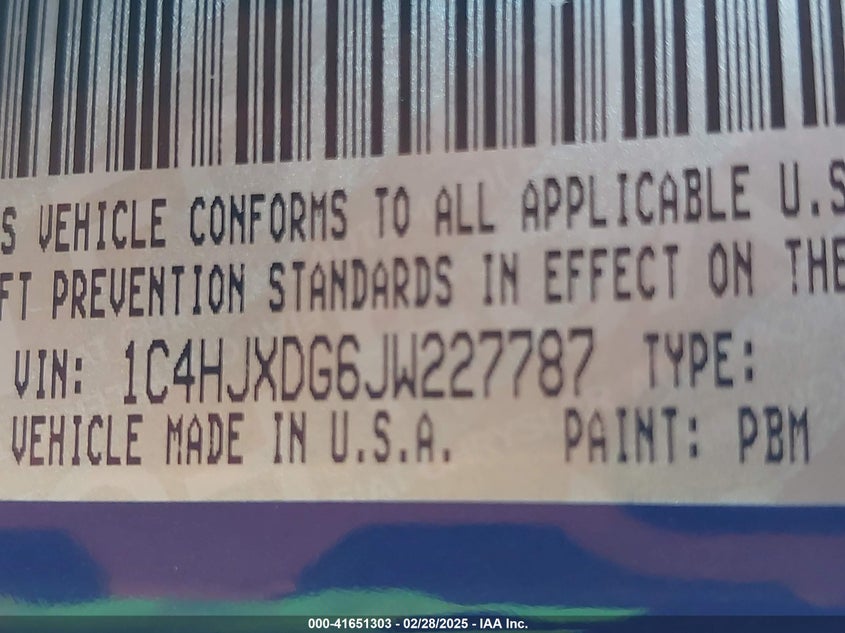 S VEHICLE CONFORMS TO ALL APPLICABLE U.S
FT PREVENTION STANDARDS IN EFFECT ON THE
VIN: 1C4HJXDG6JW227787 TYPE:
VEHICLE MADE IN U.S.A. PAINT: PBM
000-41651303 - 02/28/2025 - IAA Inc.